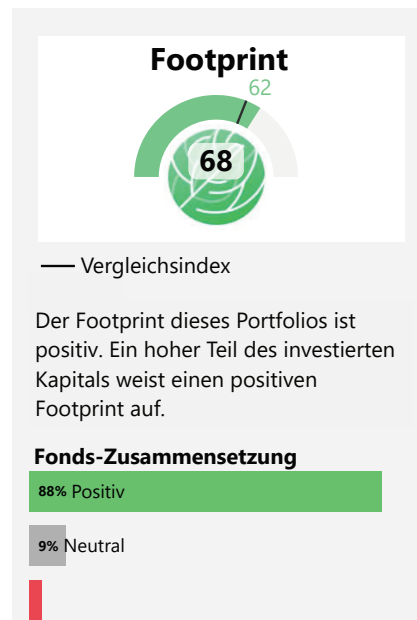 Footprint
62
68
Vergleichsindex
Der Footprint dieses Portfolios ist
positiv. Ein hoher Teil des investierten
Kapitals weist einen positiven
Footprint auf.
Fonds-Zusammensetzung
88% Positiv
9% Neutral